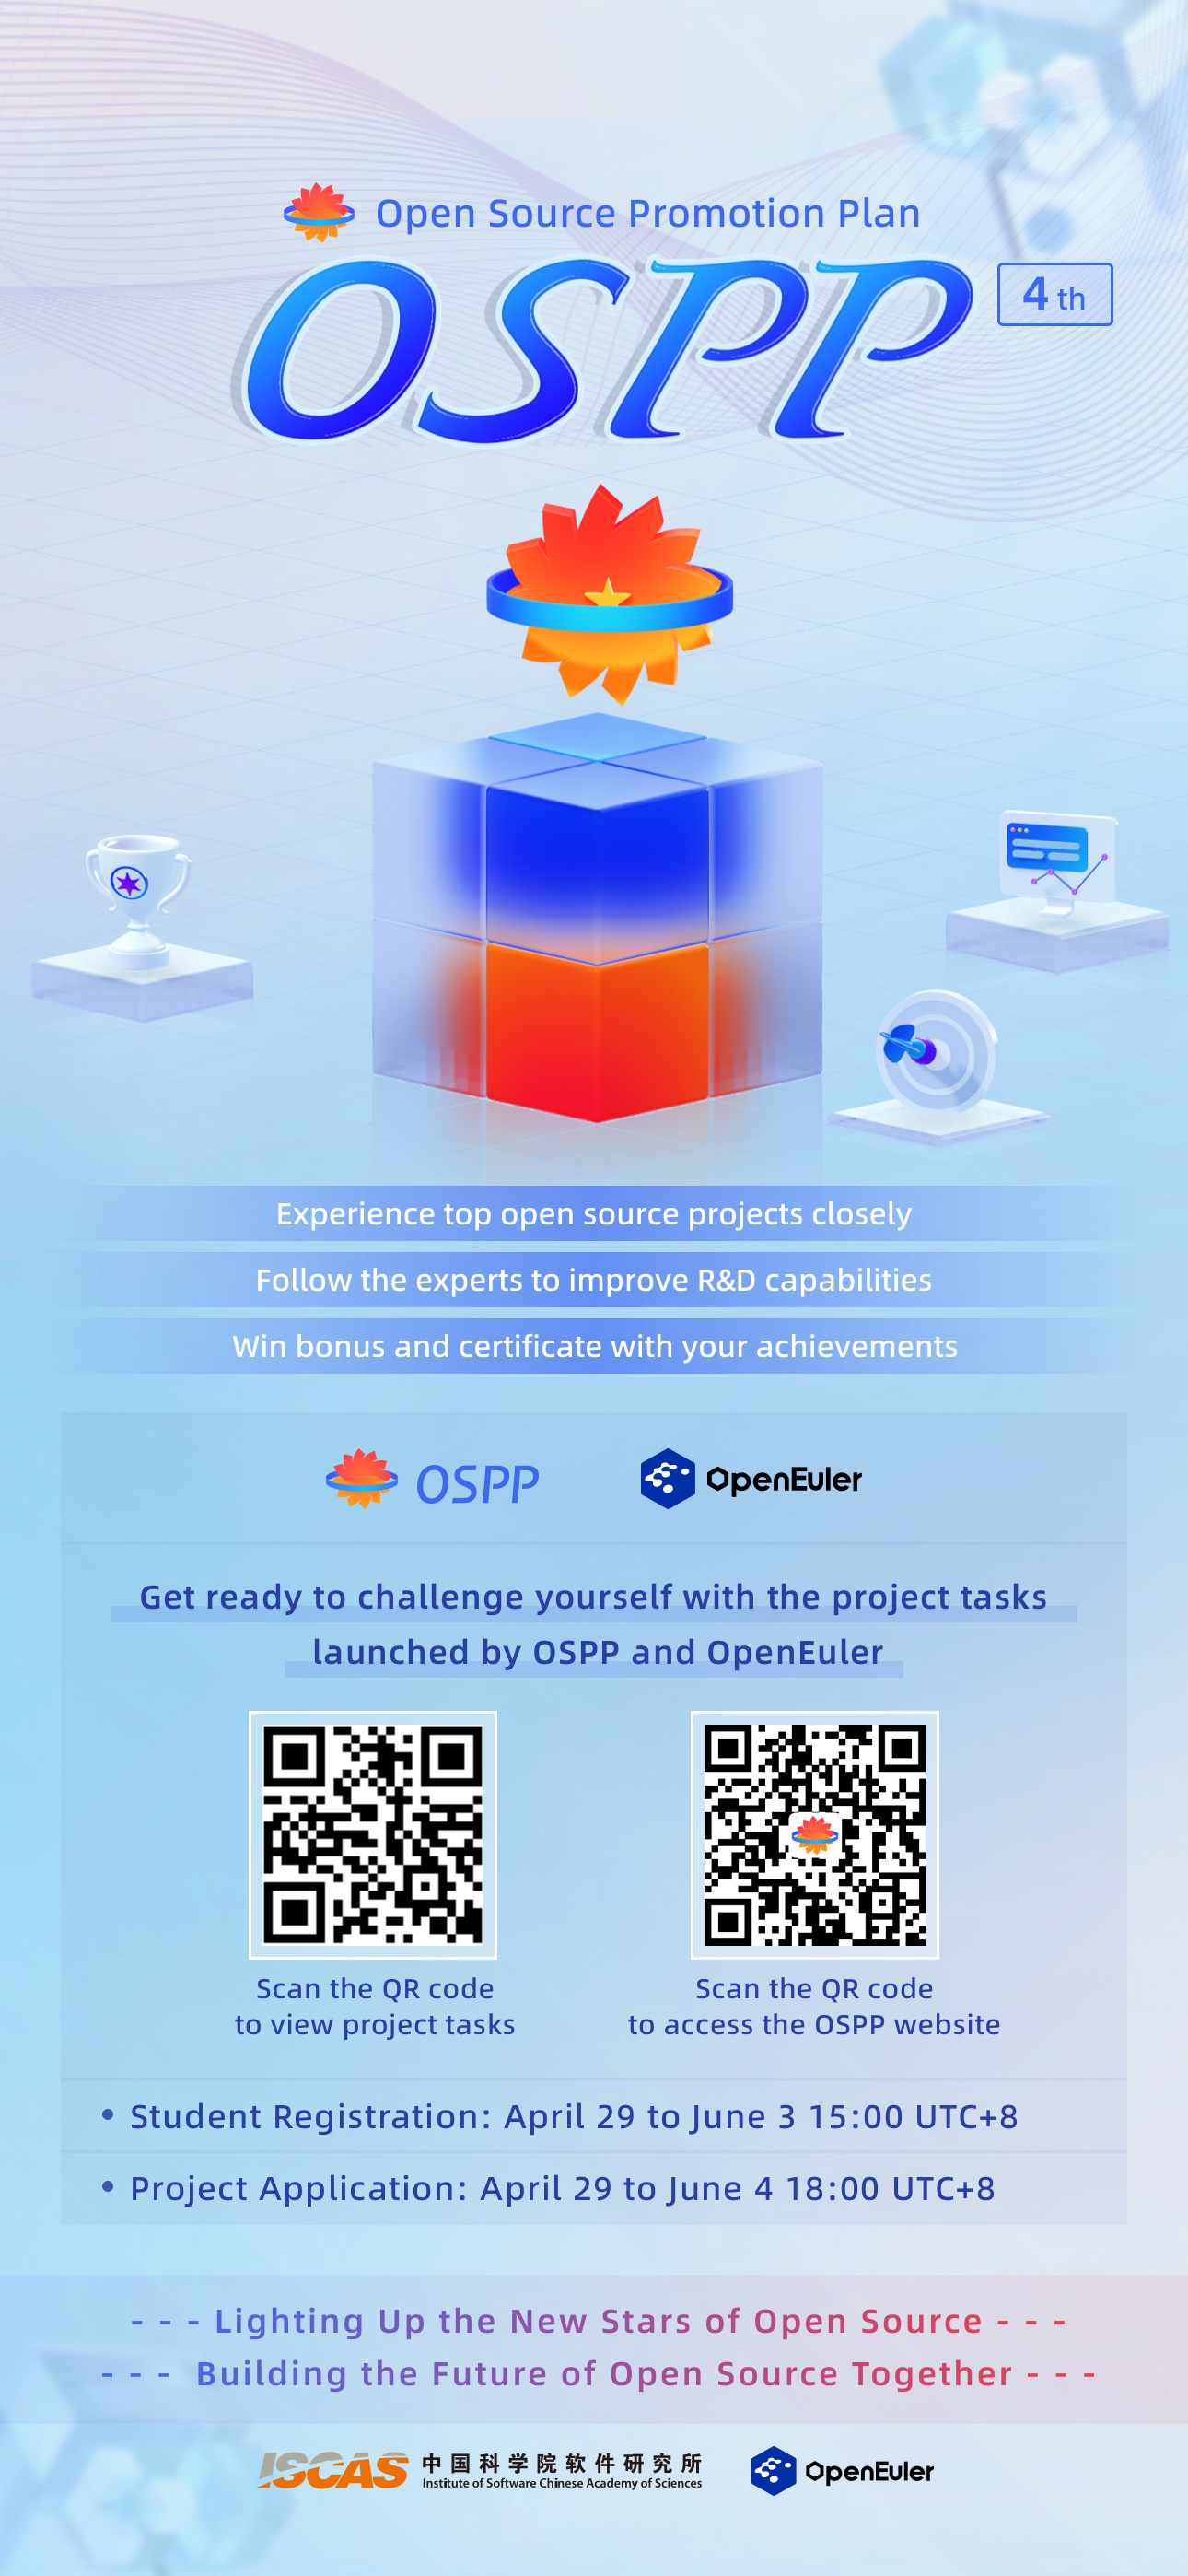 Open Source Promotion Plan
OSPP
4 th
Experience top open source projects closely
Follow the experts to improve R&D capabilities
Win bonus and certificate with your achievements
OSPP
OpenEuler
Get ready to challenge yourself with the project tasks
launched by OSPP and OpenEuler
Scan the QR code
to view project tasks
Scan the QR code
to access the OSPP website
• Student Registration: April 29 to June 3 15:00 UTC+8
• Project Application: April 29 to June 4 18:00 UTC+8
- - - Lighting Up the New Stars of Open Source - - -
- - - Building the Future of Open Source Together - - -
ISCAS
中国科学院软件研究所
Institute of Software Chinese Academy of Sciences
OpenEuler